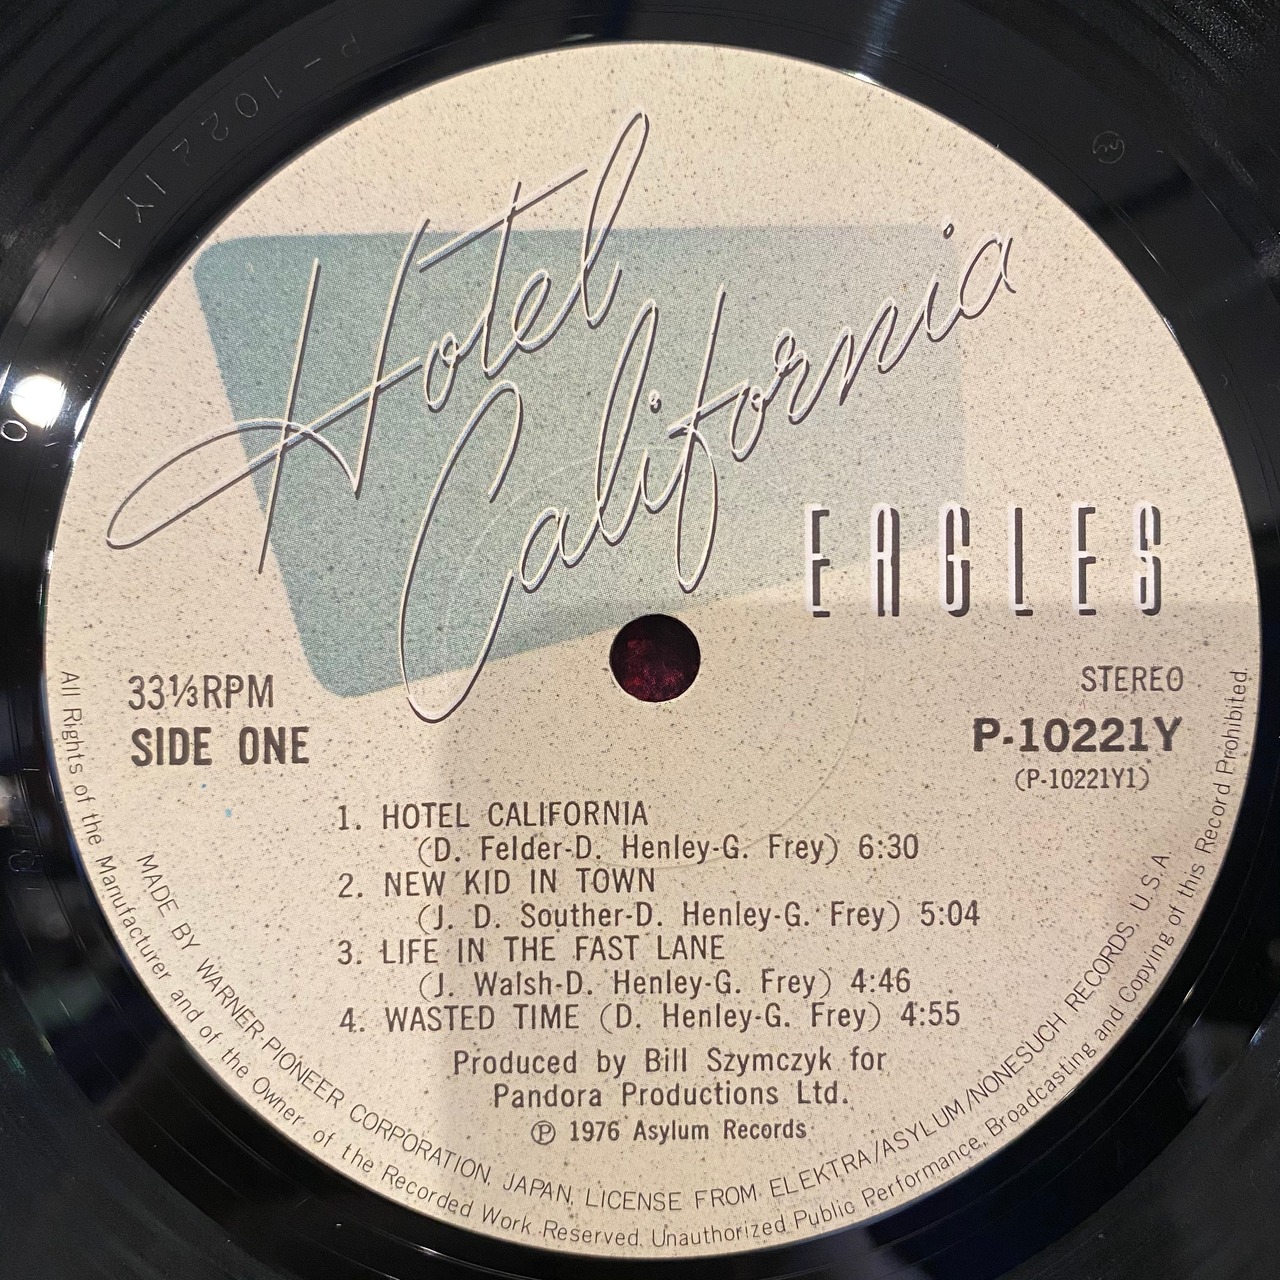 P-10221Y1
Hotel
California
EAGLES
33⅓RPM
SIDE ONE
STEREO
P-10221Y
(P-10221Y1)
1. HOTEL CALIFORNIA
(D. Felder-D. Henley-G. Frey) 6:30
2. NEW KID IN TOWN
(J. D. Souther-D. Henley-G. Frey) 5:04
3. LIFE IN THE FAST LANE
(J. Walsh-D. Henley-G. Frey) 4:46
4. WASTED TIME (D. Henley-G. Frey) 4:55
Produced by Bill Szymczyk for
Pandora Productions Ltd.
Ⓟ 1976 Asylum Records
MADE BY WARNER-PIONEER CORPORATION, JAPAN, LICENSE FROM ELEKTRA/ASYLUM/NONESUCH RECORDS, U.S.A.
All Rights of the Manufacturer and of the Owner of the Recorded Work Reserved. Unauthorized Public Performance, Broadcasting and Copying of this Record Prohibited.